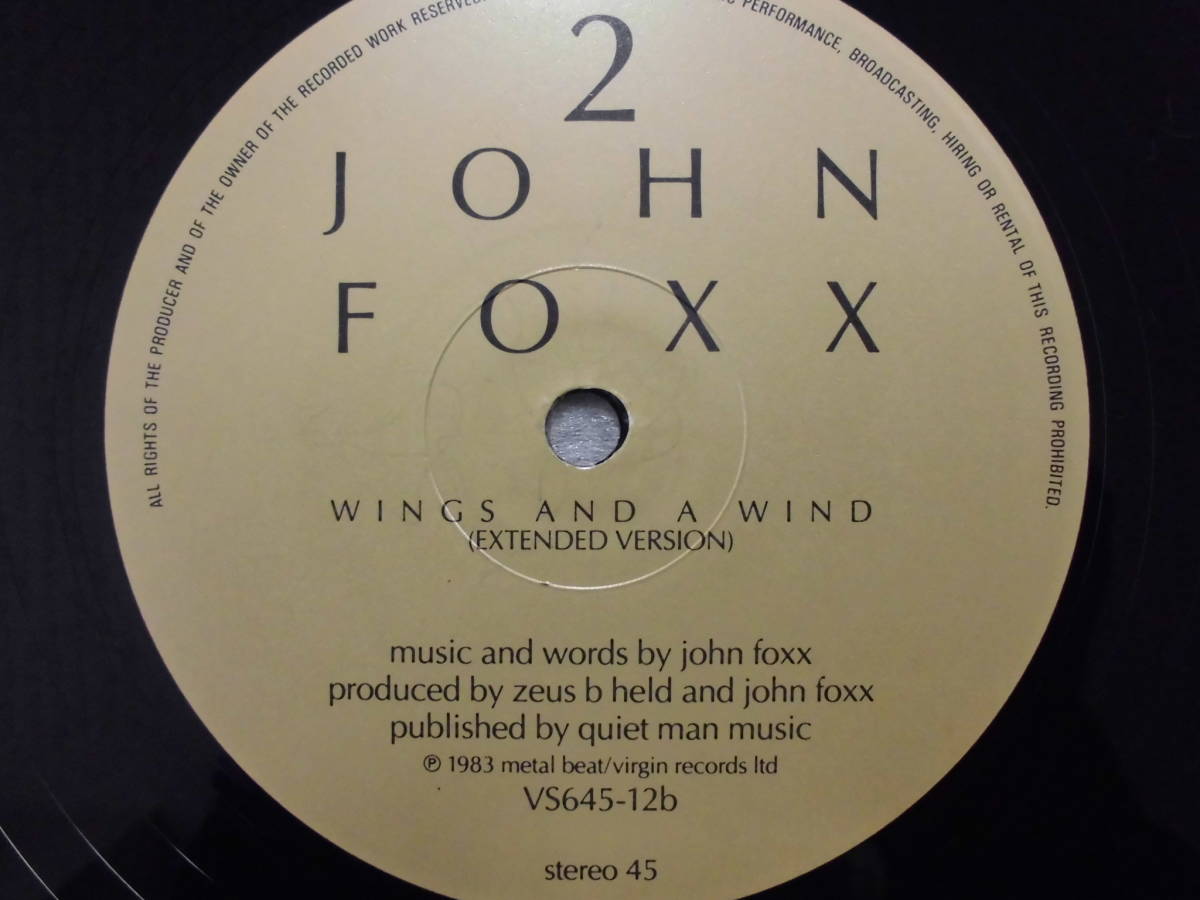 ALL RIGHTS OF THE PRODUCER AND OF THE OWNER OF THE RECORDED WORK RESERVED.
PERFORMANCE, BROADCASTING, HIRING OR RENTAL OF THIS RECORDING PROHIBITED.
2
JOHN
FOXX
WINGS AND A WIND
(EXTENDED VERSION)
music and words by john foxx
produced by zeus b held and john foxx
published by quiet man music
℗ 1983 metal beat/virgin records ltd
VS645-12b
stereo 45